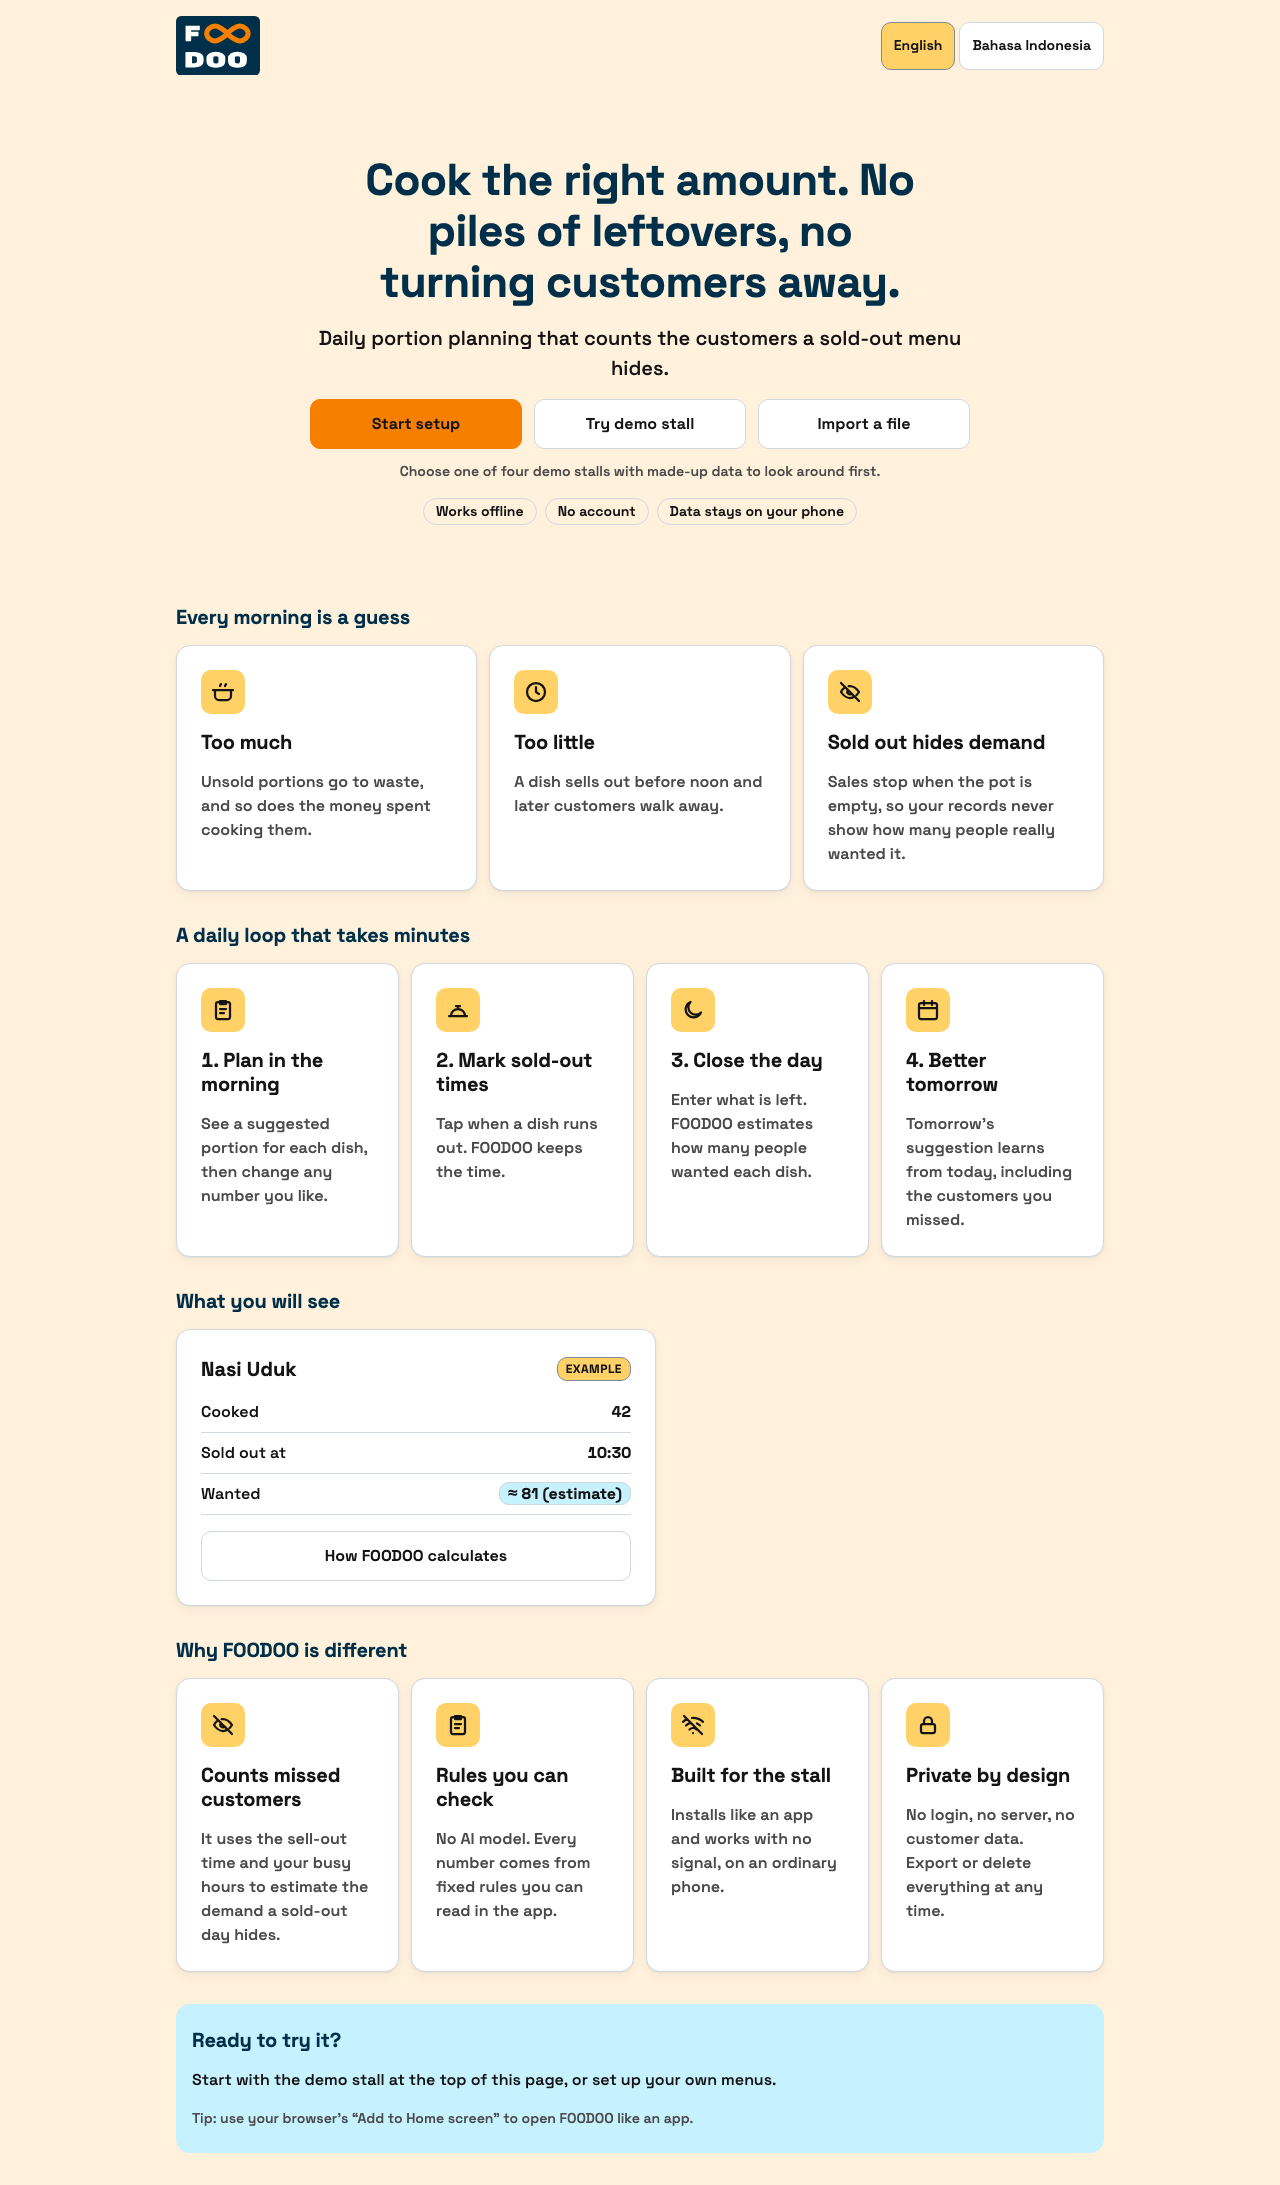 FOO
DOO
English
Bahasa Indonesia
Cook the right amount. No
piles of leftovers, no
turning customers away.
Daily portion planning that counts the customers a sold-out menu
hides.
Start setup
Try demo stall
Import a file
Choose one of four demo stalls with made-up data to look around first.
Works offline
No account
Data stays on your phone
Every morning is a guess
Too much
Unsold portions go to waste,
and so does the money spent
cooking them.
Too little
A dish sells out before noon and
later customers walk away.
Sold out hides demand
Sales stop when the pot is
empty, so your records never
show how many people really
wanted it.
A daily loop that takes minutes
1. Plan in the
morning
See a suggested
portion for each dish,
then change any
number you like.
2. Mark sold-out
times
Tap when a dish runs
out. FOODOO keeps
the time.
3. Close the day
Enter what is left.
FOODOO estimates
how many people
wanted each dish.
4. Better
tomorrow
Tomorrow's
suggestion learns
from today, including
the customers you
missed.
What you will see
Nasi Uduk
EXAMPLE
Cooked 42
Sold out at 10:30
Wanted ≈ 81 (estimate)
How FOODOO calculates
Why FOODOO is different
Counts missed
customers
It uses the sell-out
time and your busy
hours to estimate the
demand a sold-out
day hides.
Rules you can
check
No AI model. Every
number comes from
fixed rules you can
read in the app.
Built for the stall
Installs like an app
and works with no
signal, on an ordinary
phone.
Private by design
No login, no server, no
customer data.
Export or delete
everything at any
time.
Ready to try it?
Start with the demo stall at the top of this page, or set up your own menus.
Tip: use your browser's “Add to Home screen” to open FOODOO like an app.